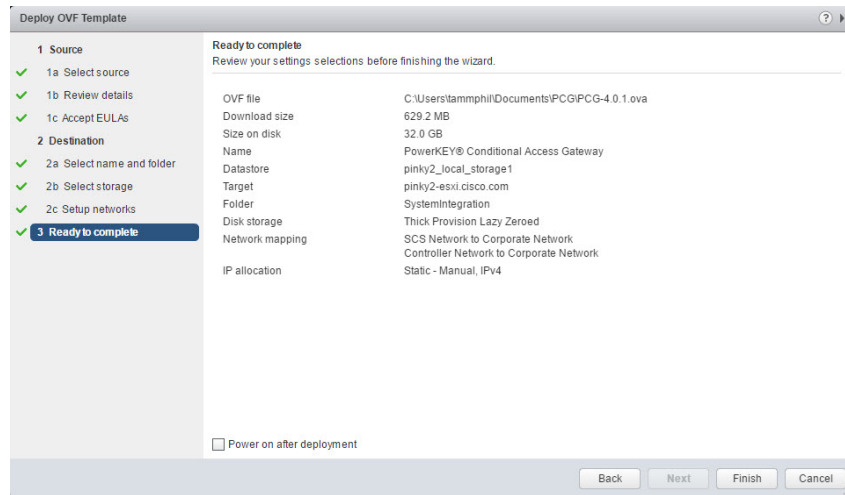 Deploy OVF Template
?
1 Source
1a Select source
1b Review details
1c Accept EULAs
2 Destination
2a Select name and folder
2b Select storage
2c Setup networks
3 Ready to complete
Ready to complete
Review your settings selections before finishing the wizard.
OVF file C:\Users\tammphil\Documents\PCG\PCG-4.0.1.ova
Download size 629.2 MB
Size on disk 32.0 GB
Name PowerKEY® Conditional Access Gateway
Datastore pinky2_local_storage1
Target pinky2-esxi.cisco.com
Folder SystemIntegration
Disk storage Thick Provision Lazy Zeroed
Network mapping SCS Network to Corporate Network
Controller Network to Corporate Network
IP allocation Static - Manual, IPv4
Power on after deployment
Back Next Finish Cancel